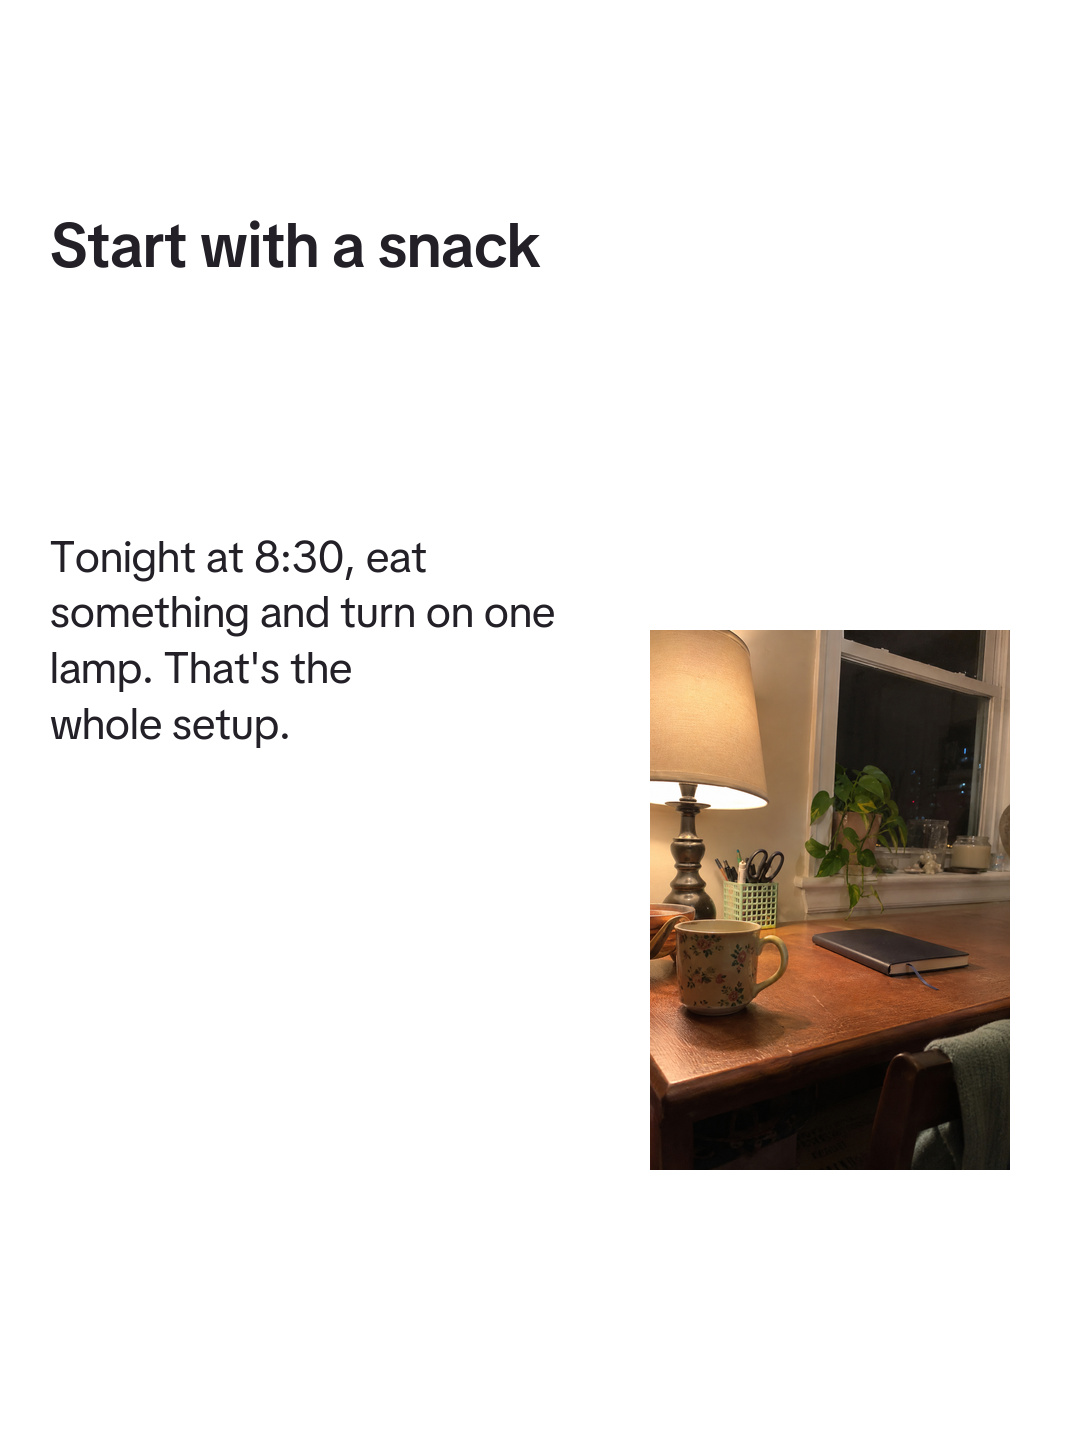 Start with a snack
Tonight at 8:30, eat
something and turn on one
lamp. That's the
whole setup.